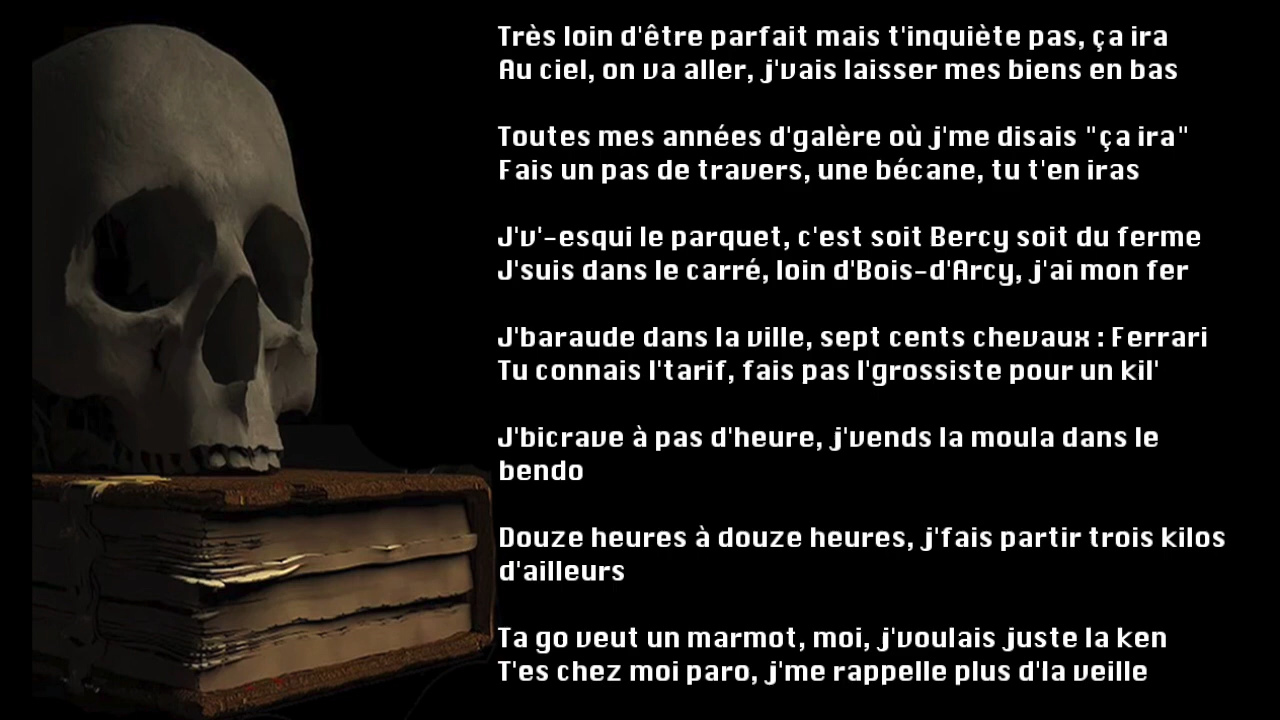 Très loin d'être parfait mais t'inquiète pas, ça ira
Au ciel, on va aller, j'vais laisser mes biens en bas
Toutes mes années d'galère où j'me disais "ça ira"
Fais un pas de travers, une bécane, tu t'en iras
J'v'-esqui le parquet, c'est soit Bercy soit du ferme
J'suis dans le carré, loin d'Bois-d'Arcy, j'ai mon fer
J'baraude dans la ville, sept cents chevaux : Ferrari
Tu connais l'tarif, fais pas l'grossiste pour un kil'
J'bicrave à pas d'heure, j'vends la moula dans le
bendo
Douze heures à douze heures, j'fais partir trois kilos
d'ailleurs
Ta go veut un marmot, moi, j'voulais juste la ken
T'es chez moi paro, j'me rappelle plus d'la veille